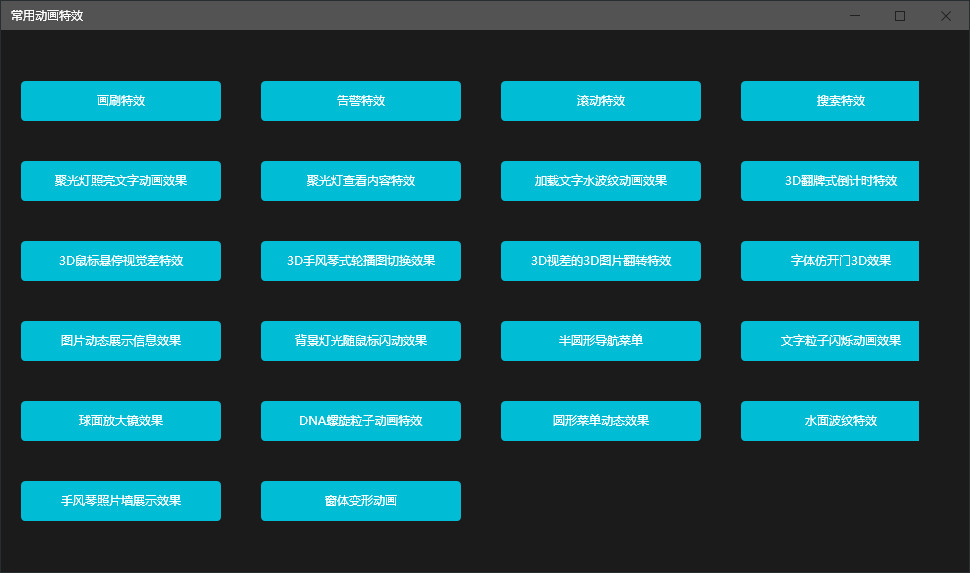 常用动画特效
画刷特效
告警特效
滚动特效
搜索特效
聚光灯照亮文字动画效果
聚光灯查看内容特效
加载文字水波纹动画效果
3D翻牌式倒计时特效
3D鼠标悬停视觉差特效
3D手风琴式轮播图切换效果
3D视差的3D图片翻转特效
字体仿开门3D效果
图片动态展示信息效果
背景灯光随鼠标闪动效果
半圆形导航菜单
文字粒子闪烁动画效果
球面放大镜效果
DNA螺旋粒子动画特效
圆形菜单动态效果
水面波纹特效
手风琴照片墙展示效果
窗体变形动画